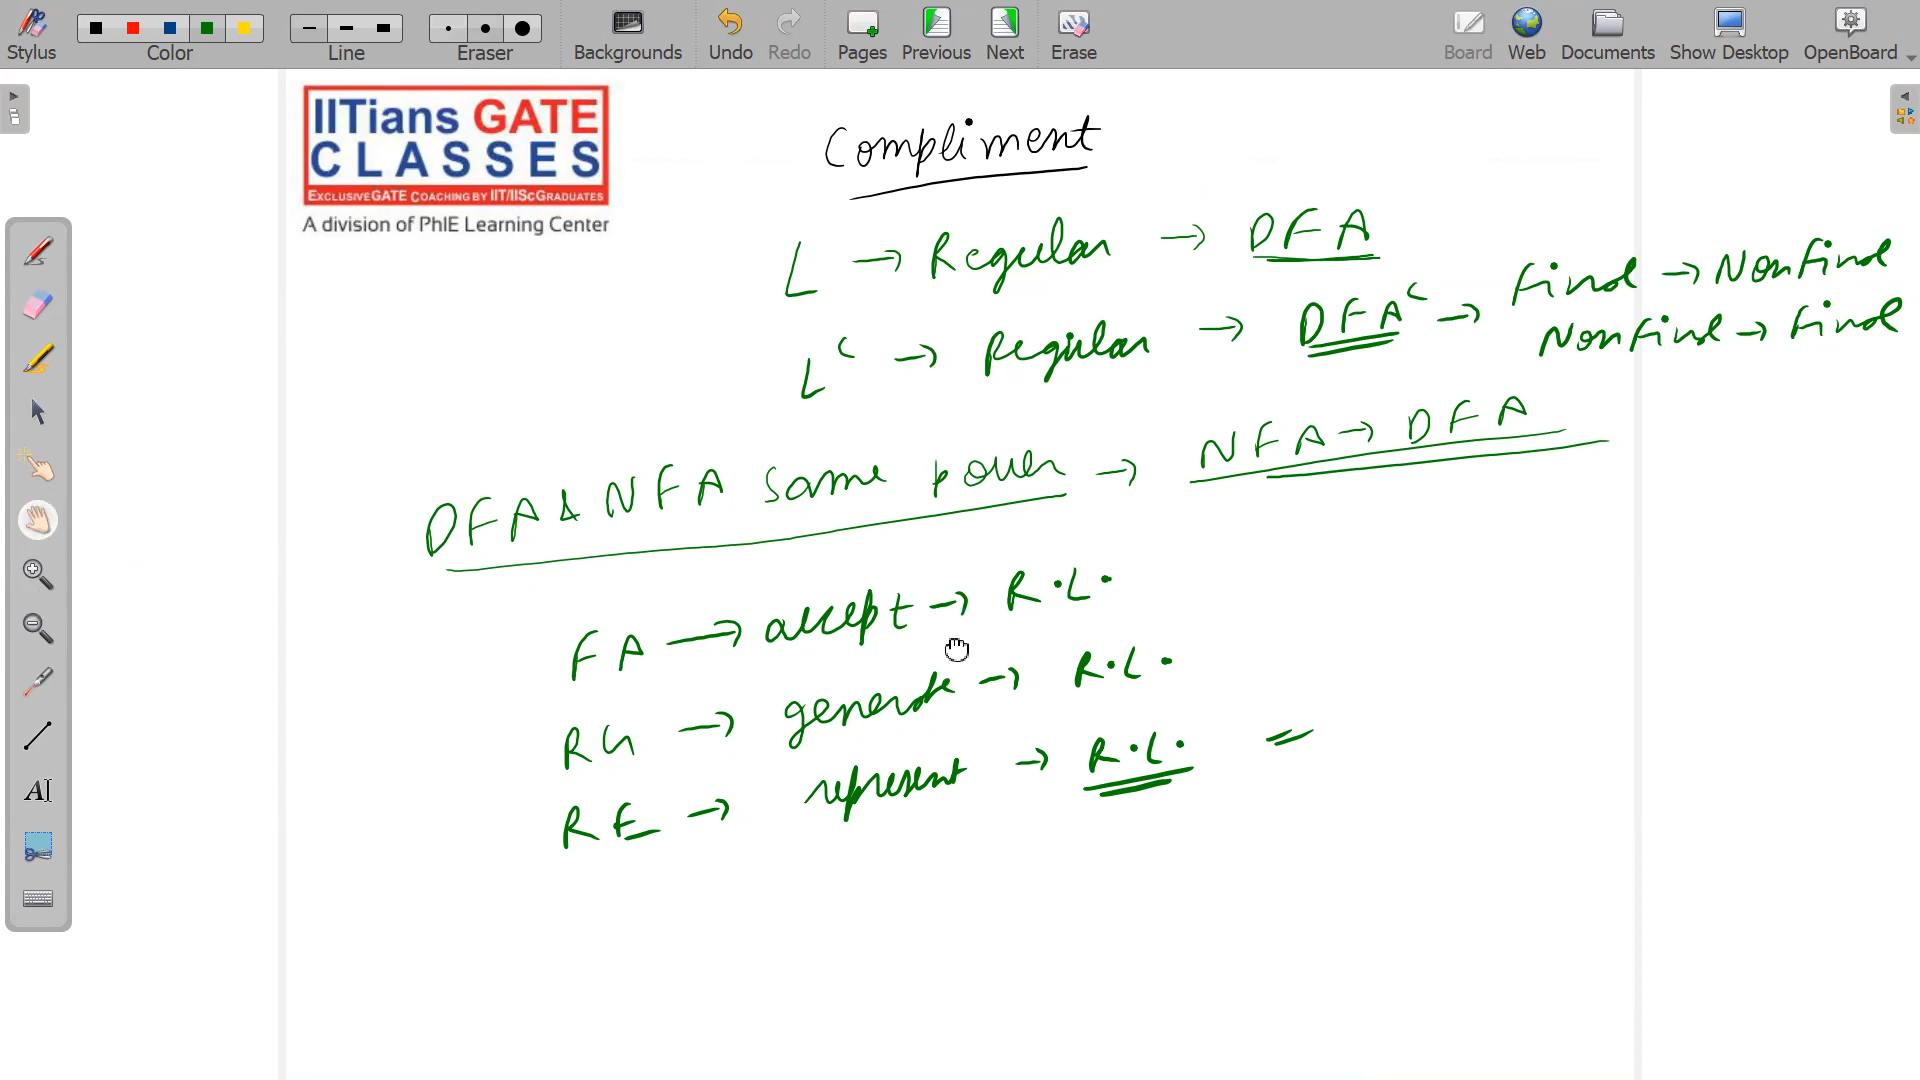 Stylus Color Line Eraser Backgrounds Undo Redo Pages Previous Next Erase Board Web Documents Show Desktop OpenBoard
IITians GATE
CLASSES
EXCLUSIVE GATE COACHING BY IIT/IISc GRADUATES
A division of PhIE Learning Center
Compliment
L → Regular → DFA
L^c → Regular → DFA^c → Final → Nonfinal
Nonfinal → Final
DFA & NFA same power → NFA → DFA
FA → accept → R.L.
RG → generate → R.L.
RE → represent → R.L. =
AI